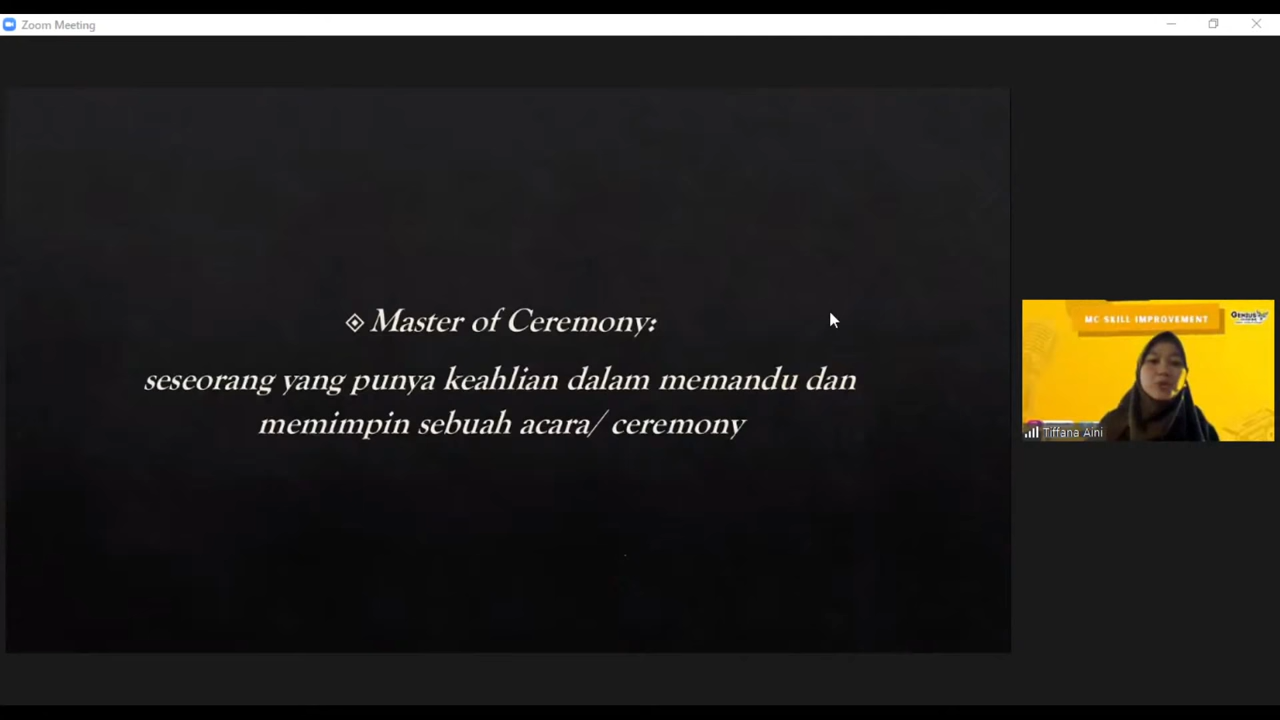 Zoom Meeting
Master of Ceremony:
seseorang yang punya keahlian dalam memandu dan
memimpin sebuah acara/ ceremony
MC SKILL IMPROVEMENT
GENIUS
Tiffana Aini